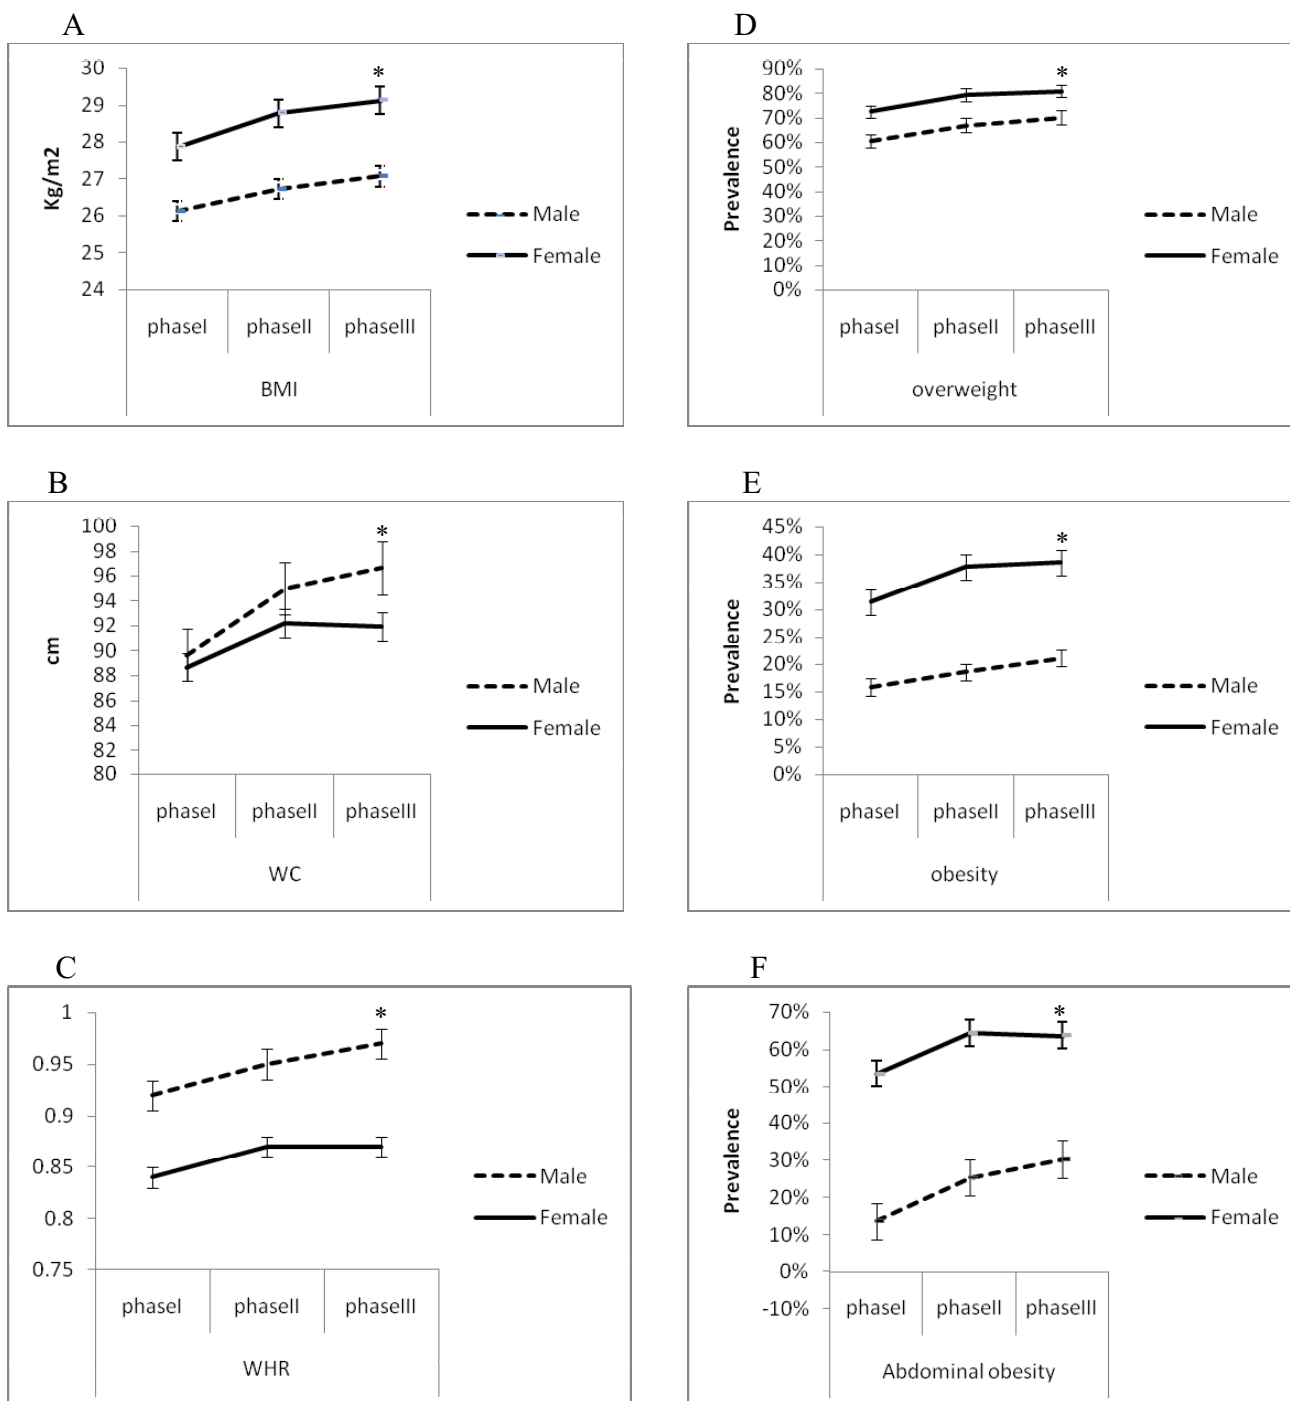 A
30
29
28
27
26
25
24
Kg/m2
*
Male
Female
phaseI phaseII phaseIII
BMI
D
90%
80%
70%
60%
50%
40%
30%
20%
10%
0%
Prevalence
*
Male
Female
phaseI phaseII phaseIII
overweight
B
100
98
96
94
92
90
88
86
84
82
80
cm
*
Male
Female
phaseI phaseII phaseIII
WC
E
45%
40%
35%
30%
25%
20%
15%
10%
5%
0%
Prevalence
*
Male
Female
phaseI phaseII phaseIII
obesity
C
1
0.95
0.9
0.85
0.8
0.75
*
Male
Female
phaseI phaseII phaseIII
WHR
F
70%
60%
50%
40%
30%
20%
10%
0%
-10%
Prevalence
*
Male
Female
phaseI phaseII phaseIII
Abdominal obesity